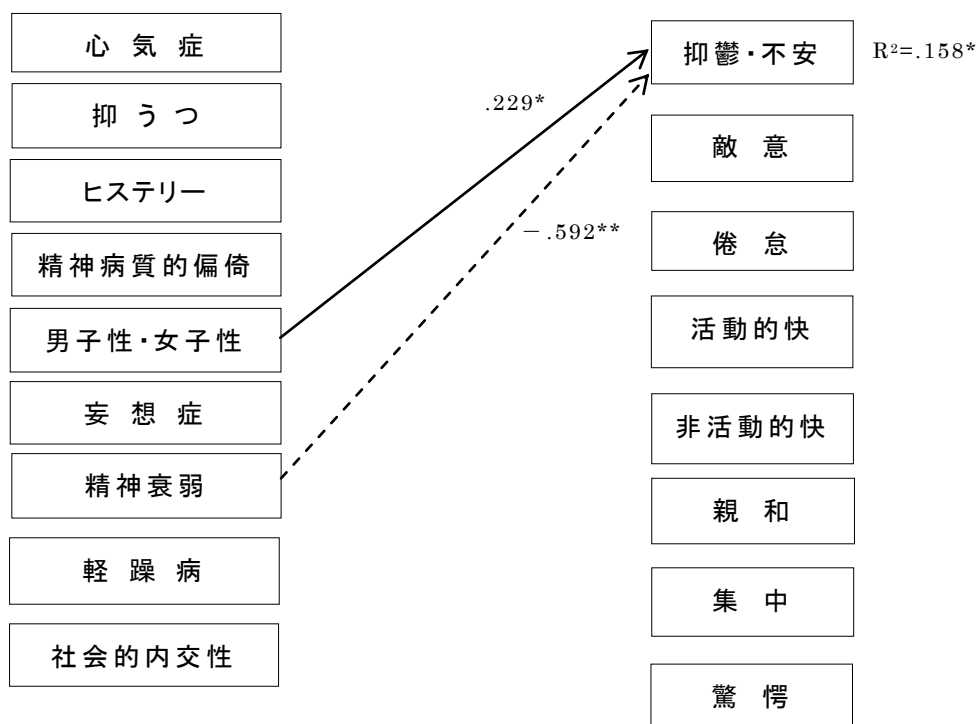 心気症
抑うつ
ヒステリー
精神病質的偏倚
男子性・女子性
妄想症
精神衰弱
軽躁病
社会的内交性
.229*
－.592**
抑鬱・不安
R²=.158*
敵意
倦怠
活動的快
非活動的快
親和
集中
驚愕